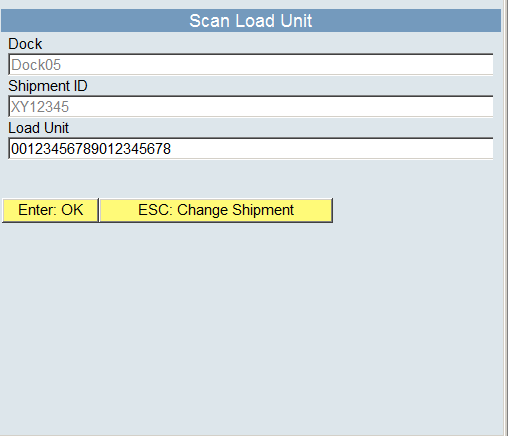 Scan Load Unit
Dock
Dock05
Shipment ID
XY12345
Load Unit
00123456789012345678
Enter: OK
ESC: Change Shipment